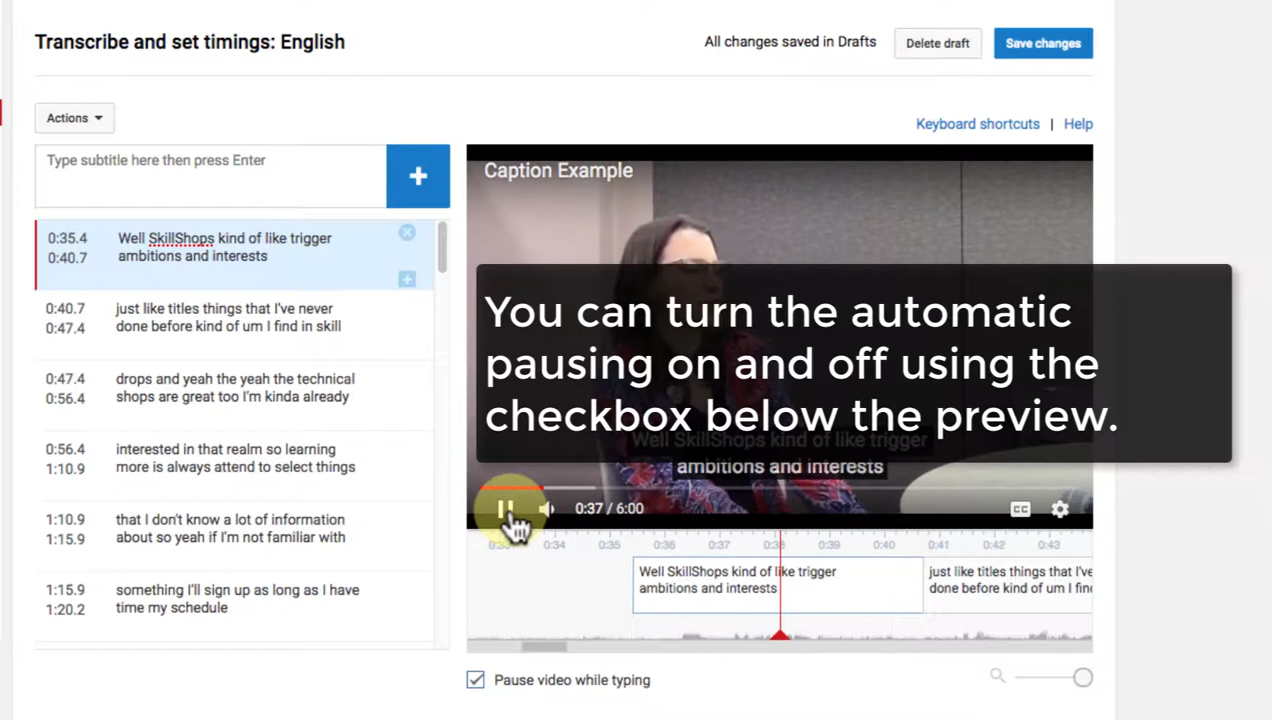 Transcribe and set timings: English
All changes saved in Drafts
Delete draft
Save changes
Actions
Keyboard shortcuts | Help
Type subtitle here then press Enter
+
0:35.4 Well SkillShops kind of like trigger
0:40.7 ambitions and interests
0:40.7 just like titles things that I've never
0:47.4 done before kind of um I find in skill
0:47.4 drops and yeah the yeah the technical
0:56.4 shops are great too I'm kinda already
0:56.4 interested in that realm so learning
1:10.9 more is always attend to select things
1:10.9 that I don't know a lot of information
1:15.9 about so yeah if I'm not familiar with
1:15.9 something I'll sign up as long as I have
1:20.2 time my schedule
Caption Example
You can turn the automatic
pausing on and off using the
checkbox below the preview.
Well SkillShops kind of like trigger
ambitions and interests
0:37 / 6:00
CC
0:34 0:35 0:36 0:37 0:38 0:39 0:40 0:41 0:42 0:43
Well SkillShops kind of like trigger
ambitions and interests
just like titles things that I've
done before kind of um I fin
Pause video while typing